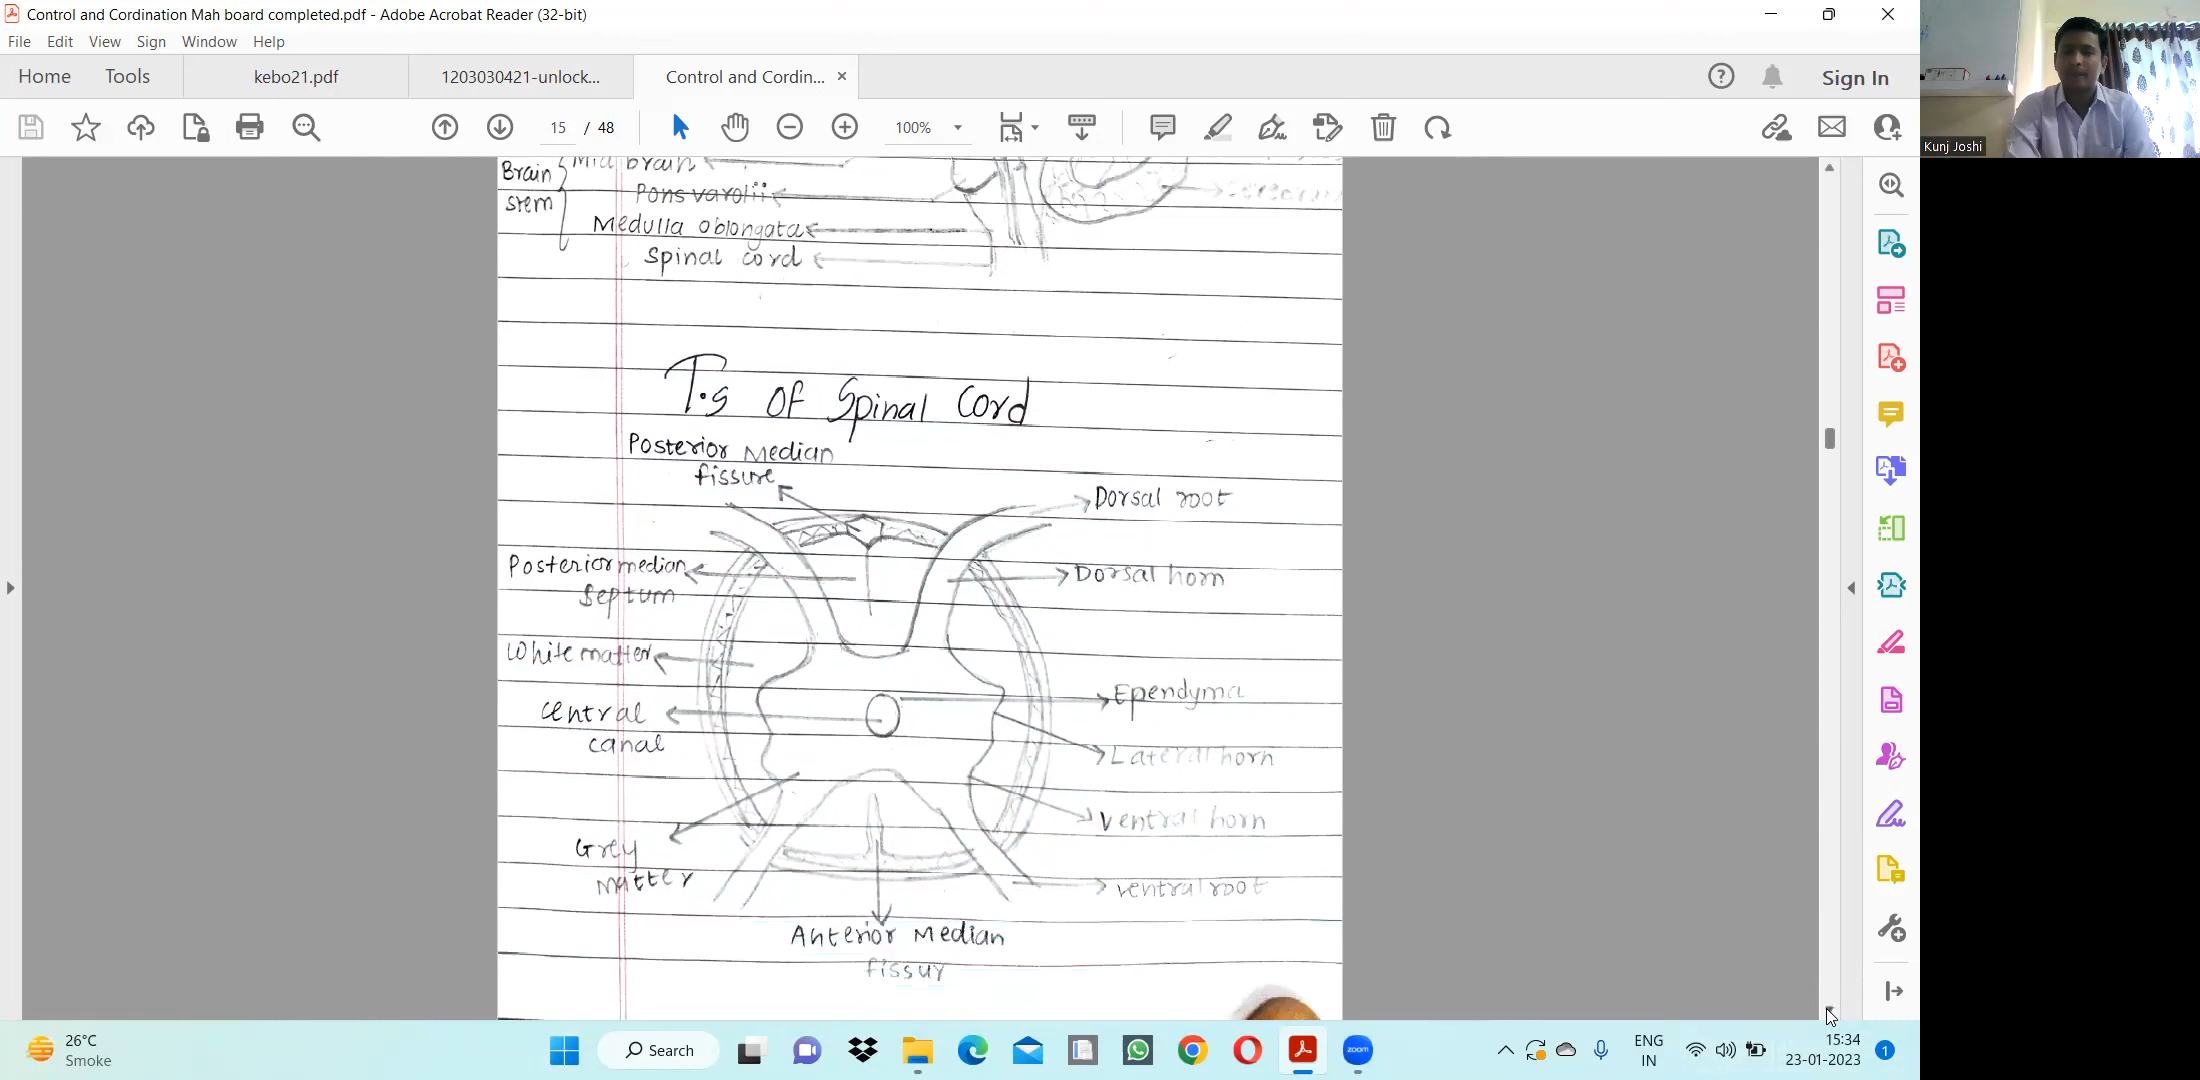 Control and Cordination Mah board completed.pdf - Adobe Acrobat Reader (32-bit)
File Edit View Sign Window Help
Home Tools kebo21.pdf 1203030421-unlock... Control and Cordin... × Sign In
15 / 48 100%
Kunj Joshi
Brain stem
Mid brain
Pons varolii
Medulla oblongata
Spinal cord
T.S OF Spinal Cord
Posterior Median
fissure
Dorsal root
Posterior median
septum
Dorsal horn
White matter
Ependyma
Central
canal
Lateral horn
Ventral horn
Grey
matter
ventral root
Anterior Median
fissur
26°C
Smoke
Search
zoom
ENG
IN
15:34
23-01-2023
1